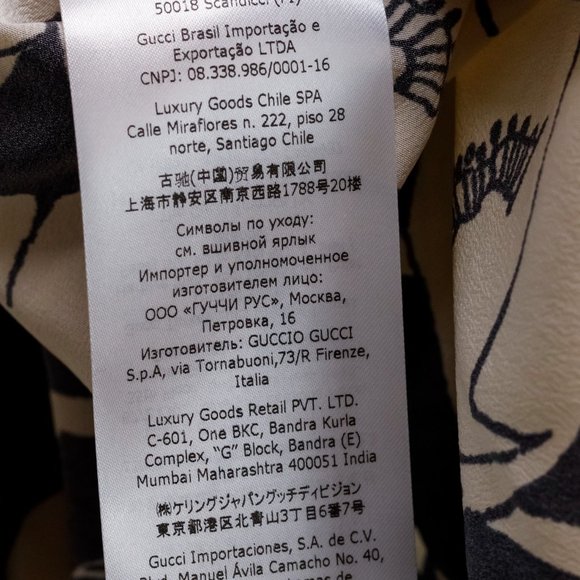 50018 Scandicci (FI)
Gucci Brasil Importação e
Exportação LTDA
CNPJ: 08.338.986/0001-16
Luxury Goods Chile SPA
Calle Miraflores n. 222, piso 28
norte, Santiago Chile
古驰(中国)贸易有限公司
上海市静安区南京西路1788号20楼
Символы по уходу:
см. вшивной ярлык
Импортер и уполномоченное
изготовителем лицо:
ООО «ГУЧЧИ РУС», Москва,
Петровка, 16
Изготовитель: GUCCIO GUCCI
S.p.A, via Tornabuoni,73/R Firenze,
Italia
Luxury Goods Retail PVT. LTD.
C-601, One BKC, Bandra Kurla
Complex, “G” Block, Bandra (E)
Mumbai Maharashtra 400051 India
㈱ケリングジャパングッチディビジョン
東京都港区北青山3丁目6番7号
Gucci Importaciones, S.A. de C.V.
Blvd. Manuel Ávila Camacho No. 40,